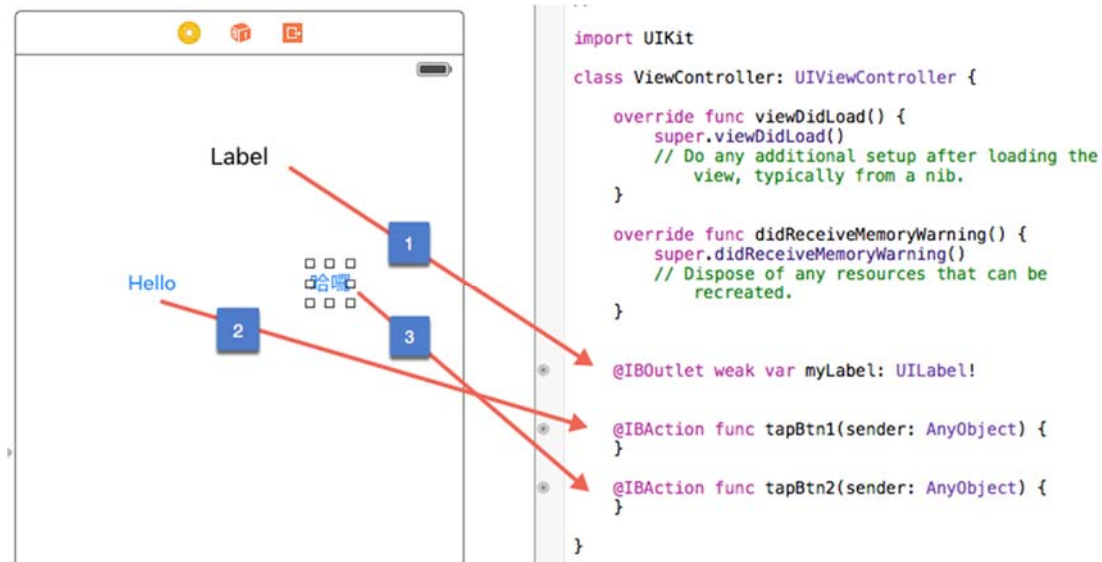 Label
1
Hello
哈囉
2
3
import UIKit
class ViewController: UIViewController {
override func viewDidLoad() {
super.viewDidLoad()
// Do any additional setup after loading the
view, typically from a nib.
}
override func didReceiveMemoryWarning() {
super.didReceiveMemoryWarning()
// Dispose of any resources that can be
recreated.
}
@IBOutlet weak var myLabel: UILabel!
@IBAction func tapBtn1(sender: AnyObject) {
}
@IBAction func tapBtn2(sender: AnyObject) {
}
}